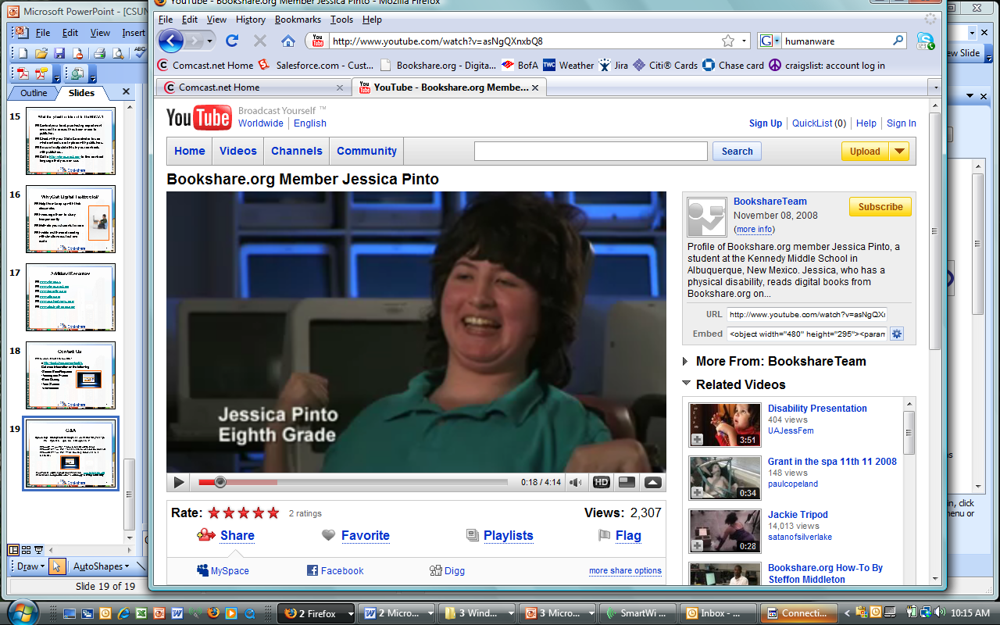 Microsoft PowerPoint - [CSUN
YouTube - Bookshare.org Member Jessica Pinto - Mozilla Firefox
File Edit View Insert
File Edit View History Bookmarks Tools Help
http://www.youtube.com/watch?v=asNgQXnxbQ8
humanware
Comcast.net Home
Salesforce.com - Cust...
Bookshare.org - Digita...
BofA
Weather
Jira
Citi® Cards
Chase card
craigslist: account log in
Comcast.net Home
YouTube - Bookshare.org Membe...
ew Slide
Outline Slides
YouTube
Broadcast Yourself ™
Worldwide English
Sign Up QuickList (0) Help Sign In
Home Videos Channels Community
Search
Upload
Bookshare.org Member Jessica Pinto
Jessica Pinto
Eighth Grade
0:18 / 4:14
HD
Rate:
2 ratings
Views: 2,307
Share Favorite Playlists Flag
MySpace Facebook Digg more share options
BookshareTeam
November 08, 2008
(more info)
Subscribe
Profile of Bookshare.org member Jessica Pinto, a
student at the Kennedy Middle School in
Albuquerque, New Mexico. Jessica, who has a
physical disability, reads digital books from
Bookshare.org on...
URL http://www.youtube.com/watch?v=asNgQX
Embed <object width="480" height="295"><param
More From: BookshareTeam
Related Videos
Disability Presentation
404 views
UAJessFem
3:51
Grant in the spa 11th 11 2008
148 views
paulcopeland
0:34
Jackie Tripod
14,013 views
satanofsilverlake
0:28
Bookshare.org How-To By
Steffon Middleton
15
16
17
Additional Resources
18
Contact Us
19
Q&A
in, click
menu or
Draw AutoShapes
Slide 19 of 19
2 Firefox
2 Micro...
3 Wind...
3 Micro...
SmartWi ...
Inbox - ...
Connecti...
10:15 AM